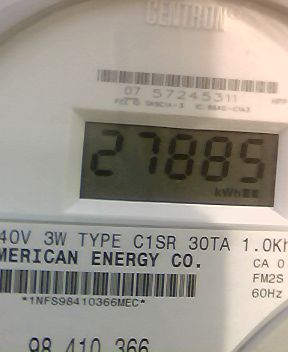 CENTRON
07 57245311
27885
kWh
40V 3W TYPE C1SR 30TA 1.0Kh
MERICAN ENERGY CO.
CA 0
FM2S
60Hz
*1NFS98410366MEC*
98 410 366